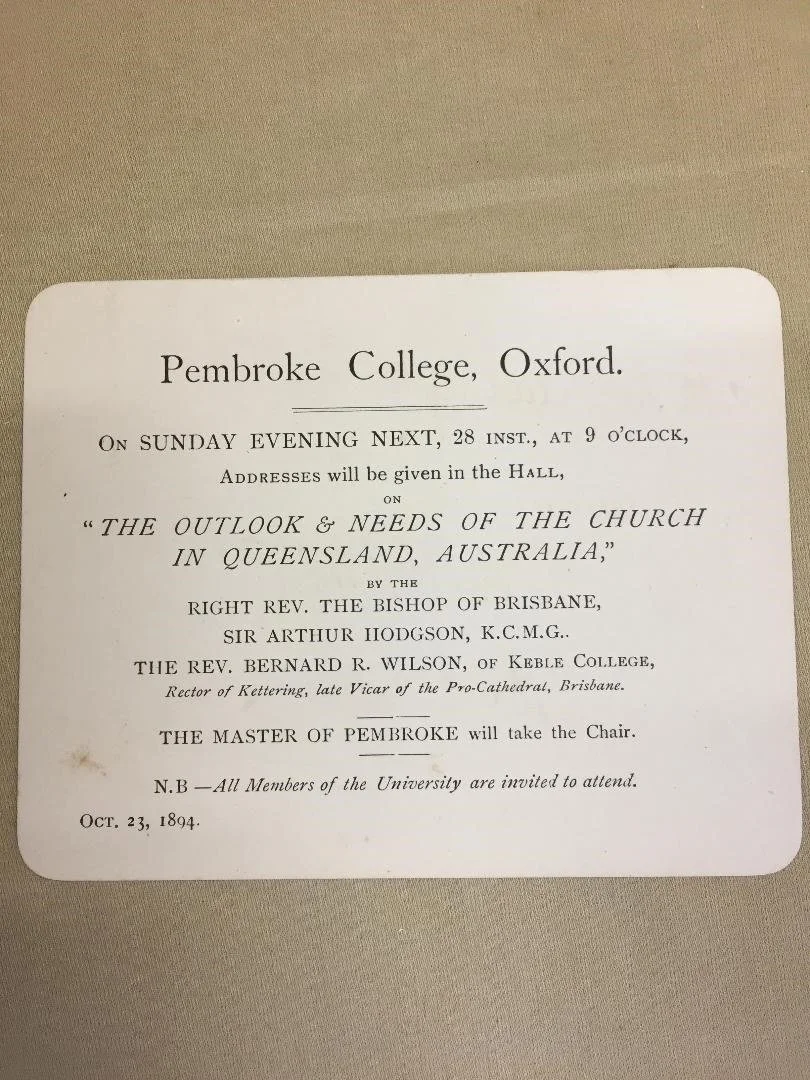 Pembroke College, Oxford.
On SUNDAY EVENING NEXT, 28 INST., AT 9 O'CLOCK,
ADDRESSES will be given in the HALL,
ON
"THE OUTLOOK & NEEDS OF THE CHURCH
IN QUEENSLAND, AUSTRALIA,"
BY THE
RIGHT REV. THE BISHOP OF BRISBANE,
SIR ARTHUR HODGSON, K.C.M.G..
THE REV. BERNARD R. WILSON, OF KEBLE COLLEGE,
Rector of Kettering, late Vicar of the Pro-Cathedral, Brisbane.
THE MASTER OF PEMBROKE will take the Chair.
N.B —All Members of the University are invited to attend.
OCT. 23, 1894.